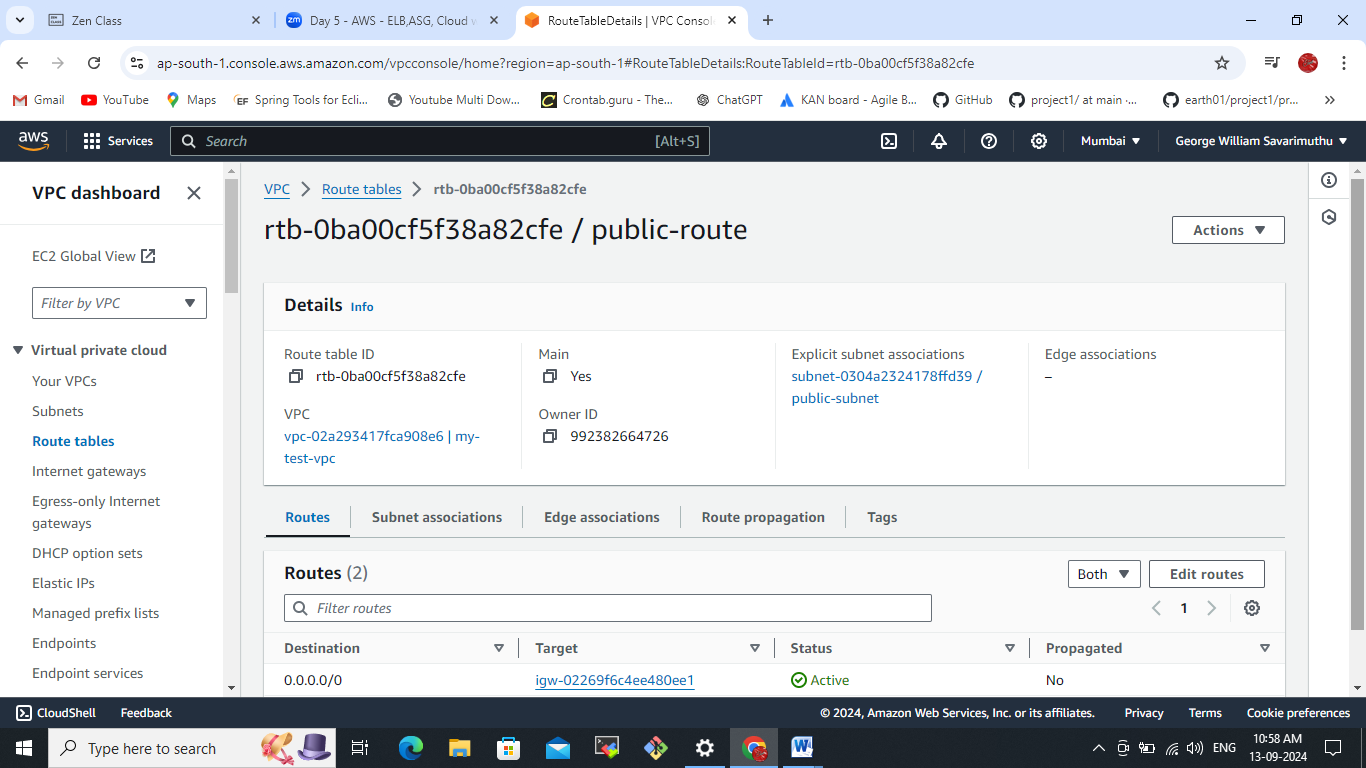 Zen Class
Day 5 - AWS - ELB,ASG, Cloud w
RouteTableDetails | VPC Consol
ap-south-1.console.aws.amazon.com/vpcconsole/home?region=ap-south-1#RouteTableDetails:RouteTableId=rtb-0ba00cf5f38a82cfe
Gmail
YouTube
Maps
Spring Tools for Ecli...
Youtube Multi Dow...
Crontab.guru - The...
ChatGPT
KAN board - Agile B...
GitHub
project1/ at main ·...
earth01/project1/pr...
aws
Services
Search
[Alt+S]
Mumbai
George William Savarimuthu
VPC dashboard
EC2 Global View
Filter by VPC
Virtual private cloud
Your VPCs
Subnets
Route tables
Internet gateways
Egress-only Internet
gateways
DHCP option sets
Elastic IPs
Managed prefix lists
Endpoints
Endpoint services
VPC
Route tables
rtb-0ba00cf5f38a82cfe
rtb-0ba00cf5f38a82cfe / public-route
Actions
Details Info
Route table ID
rtb-0ba00cf5f38a82cfe
Main
Yes
Explicit subnet associations
subnet-0304a2324178ffd39 /
public-subnet
Edge associations
–
VPC
vpc-02a293417fca908e6 | my-
test-vpc
Owner ID
992382664726
Routes
Subnet associations
Edge associations
Route propagation
Tags
Routes (2)
Both
Edit routes
Filter routes
1
Destination
Target
Status
Propagated
0.0.0.0/0
igw-02269f6c4ee480ee1
Active
No
CloudShell
Feedback
© 2024, Amazon Web Services, Inc. or its affiliates.
Privacy
Terms
Cookie preferences
Type here to search
ENG
10:58 AM
13-09-2024